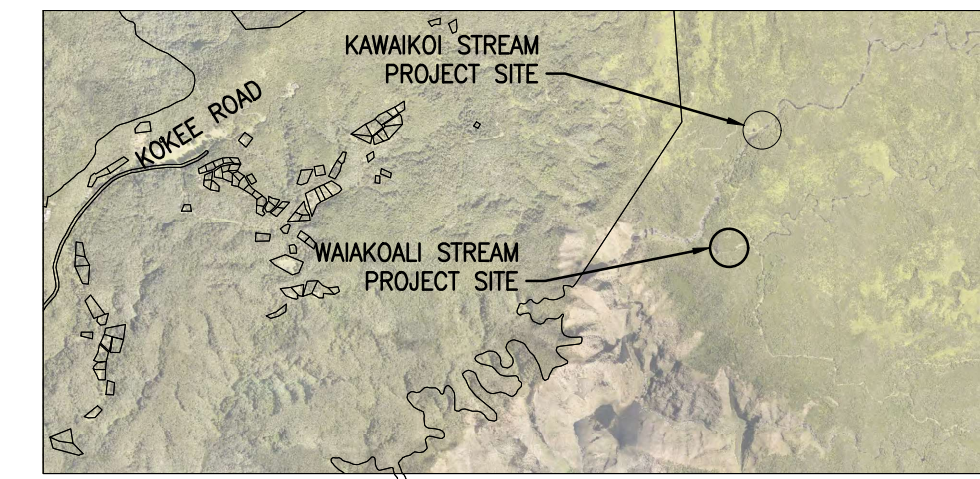 KAWAIKOI STREAM
PROJECT SITE
KOKEE ROAD
WAIAKOALI STREAM
PROJECT SITE